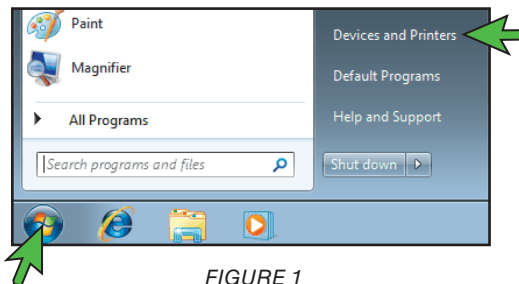 Paint
Devices and Printers
Magnifier
Default Programs
All Programs
Help and Support
Search programs and files
Shut down
FIGURE 1